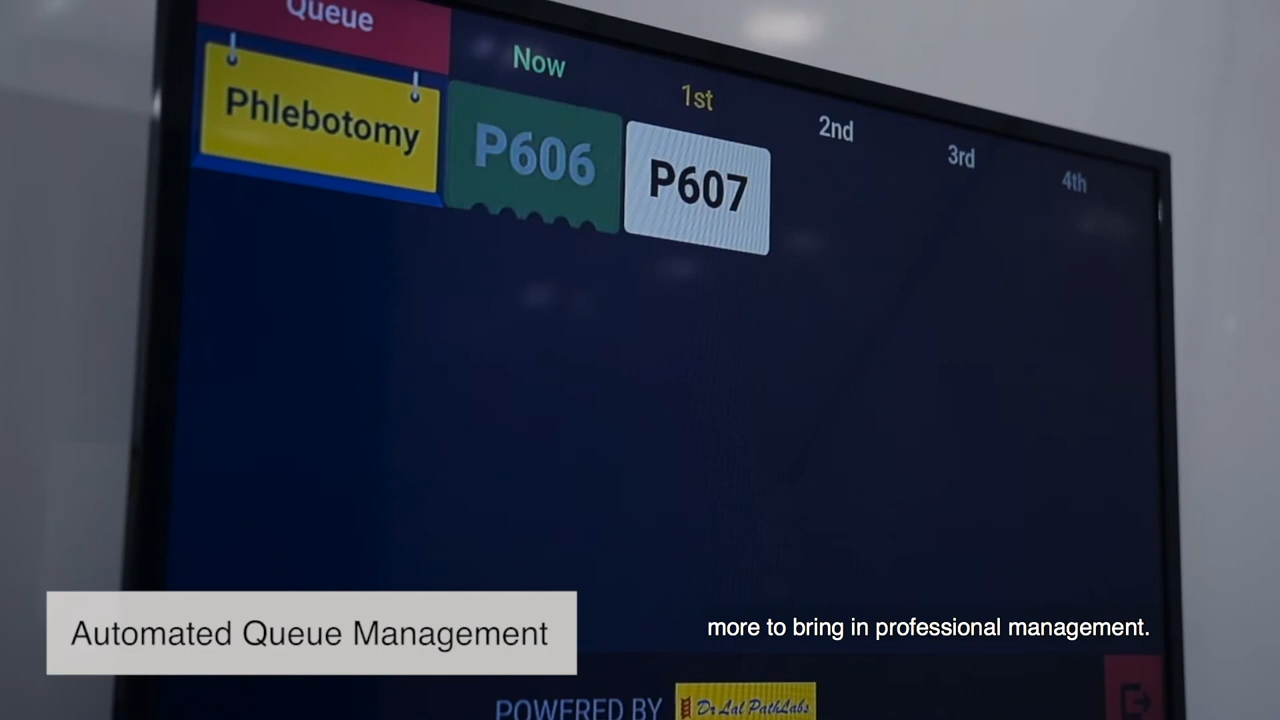 Queue
Now
1st
2nd
3rd
4th
Phlebotomy
P606
P607
Automated Queue Management
more to bring in professional management.
POWERED BY
Dr Lal PathLabs